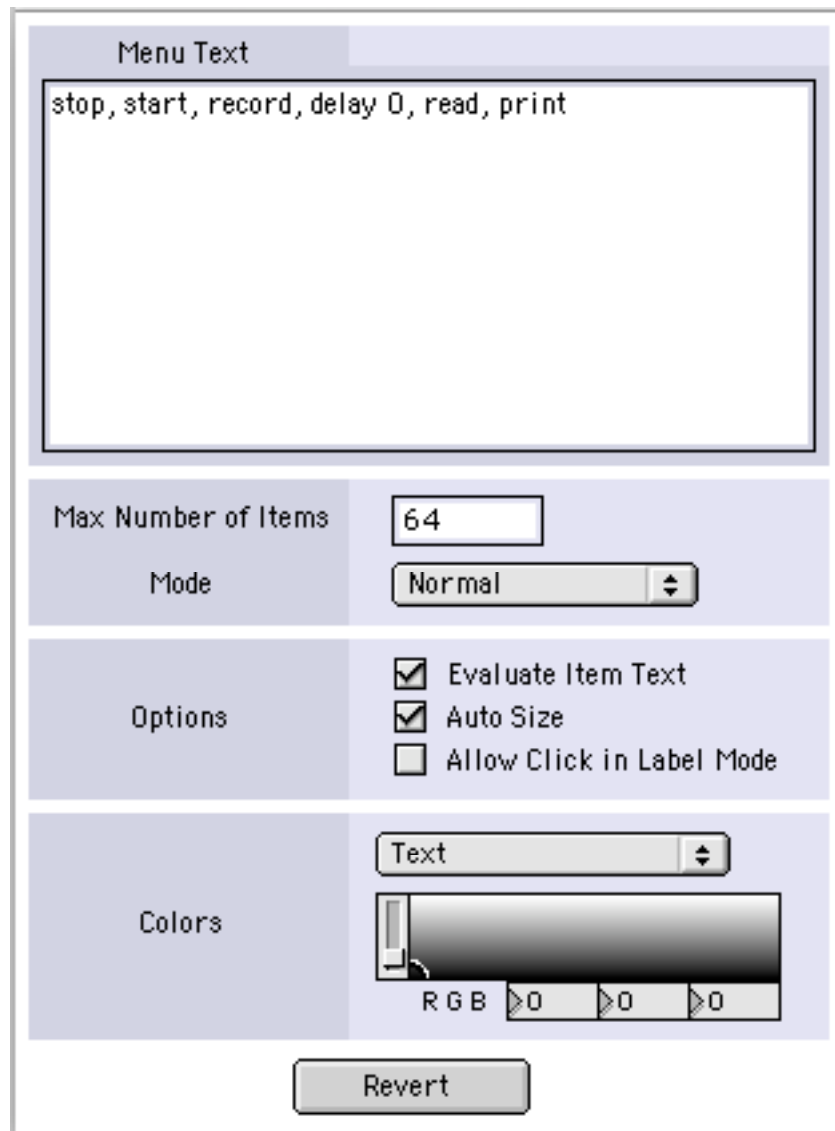 Menu Text
stop, start, record, delay 0, read, print
Max Number of Items
64
Mode
Normal
Options
Evaluate Item Text
Auto Size
Allow Click in Label Mode
Colors
Text
R G B 0 0 0
Revert